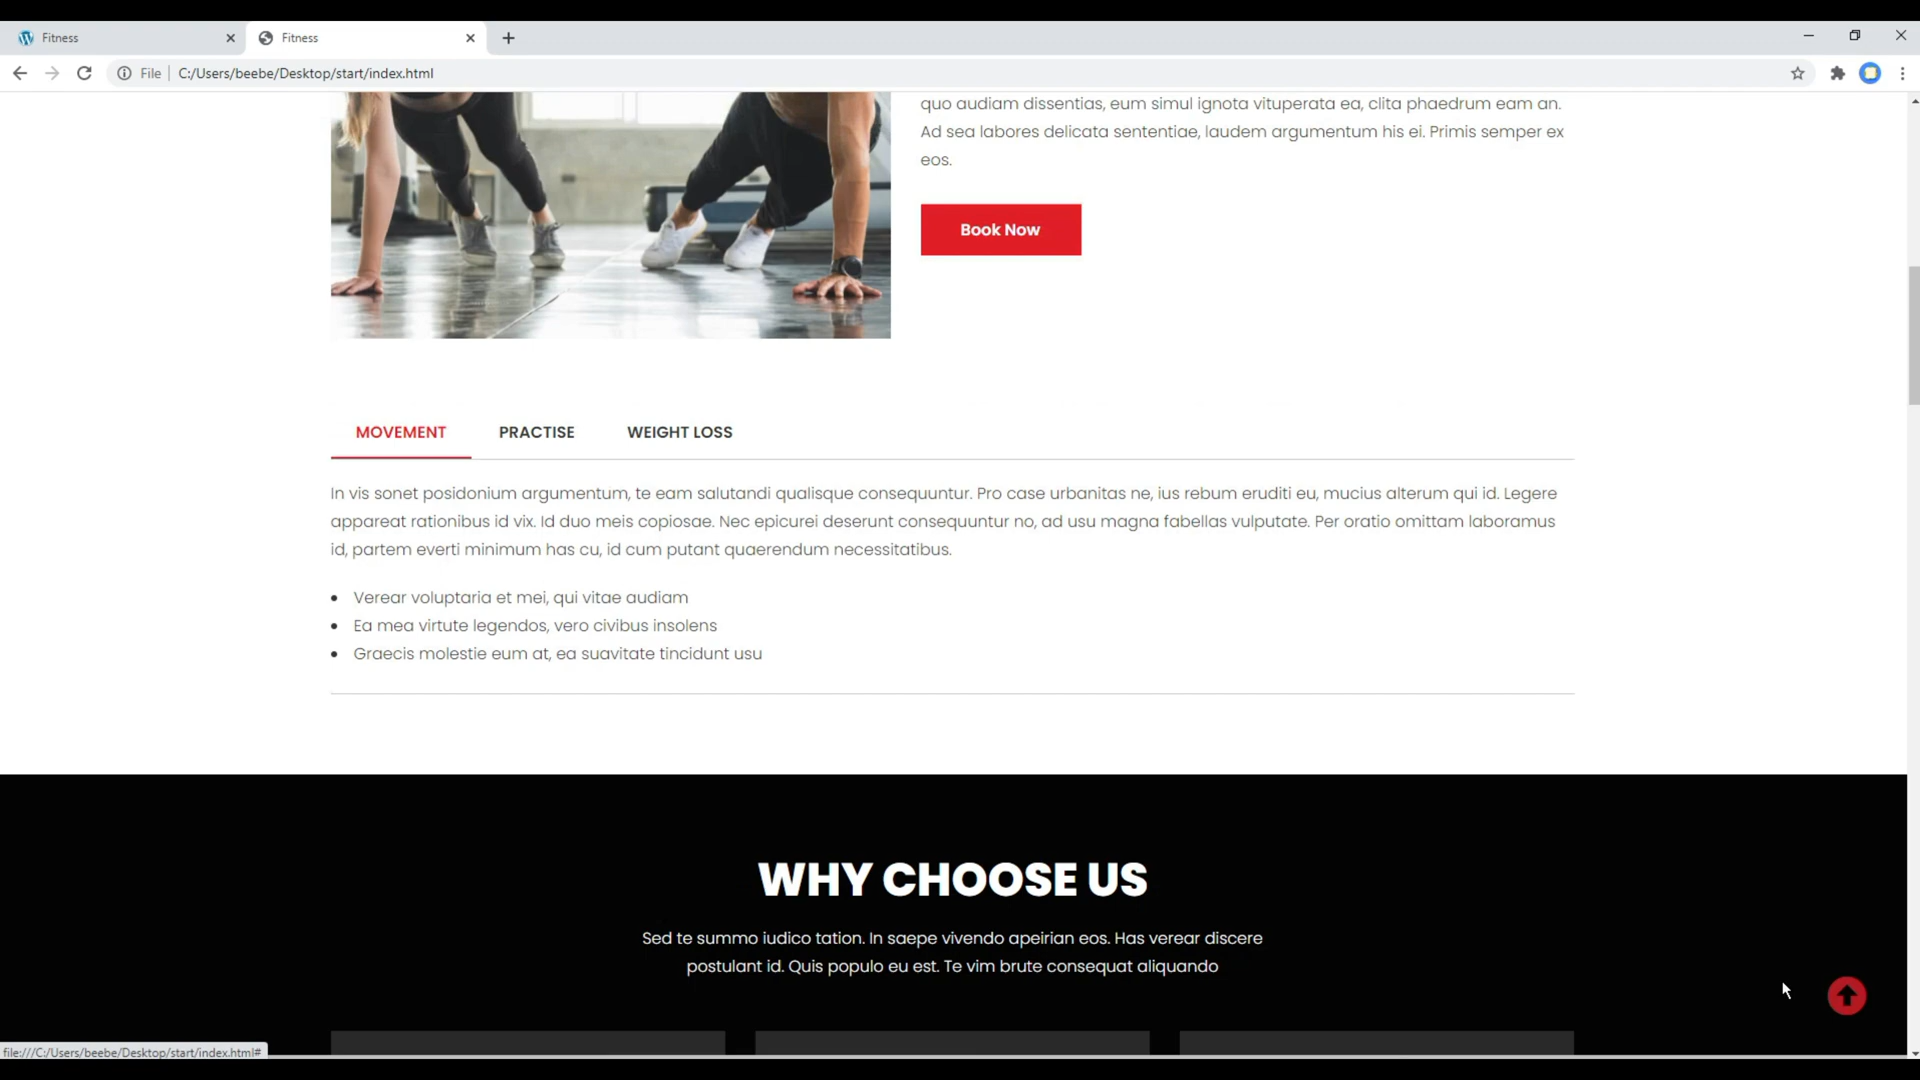 Fitness
Fitness
File
C:/Users/beebe/Desktop/start/index.html
quo audiam dissentias, eum simul ignota vituperata ea, clita phaedrum eam an.
Ad sea labores delicata sententiae, laudem argumentum his ei. Primis semper ex
eos.
Book Now
MOVEMENT
PRACTISE
WEIGHT LOSS
In vis sonet posidonium argumentum, te eam salutandi qualisque consequuntur. Pro case urbanitas ne, ius rebum eruditi eu, mucius alterum qui id. Legere
appareat rationibus id vix. Id duo meis copiosae. Nec epicurei deserunt consequuntur no, ad usu magna fabellas vulputate. Per oratio omittam laboramus
id, partem everti minimum has cu, id cum putant quaerendum necessitatibus.
Verear voluptaria et mei, qui vitae audiam
Ea mea virtute legendos, vero civibus insolens
Graecis molestie eum at, ea suavitate tincidunt usu
WHY CHOOSE US
Sed te summo iudico tation. In saepe vivendo apeirian eos. Has verear discere
postulant id. Quis populo eu est. Te vim brute consequat aliquando
file:///C:/Users/beebe/Desktop/start/index.html#